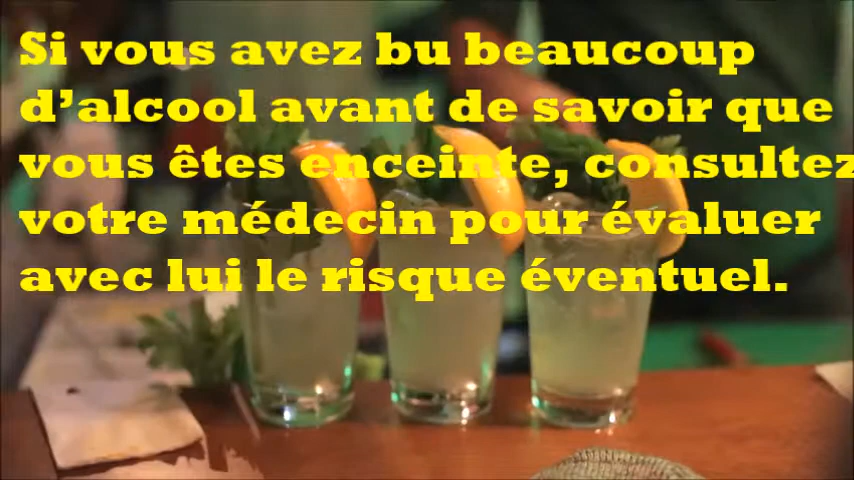 Si vous avez bu beaucoup
d’alcool avant de savoir que
vous êtes enceinte, consultez
votre médecin pour évaluer
avec lui le risque éventuel.